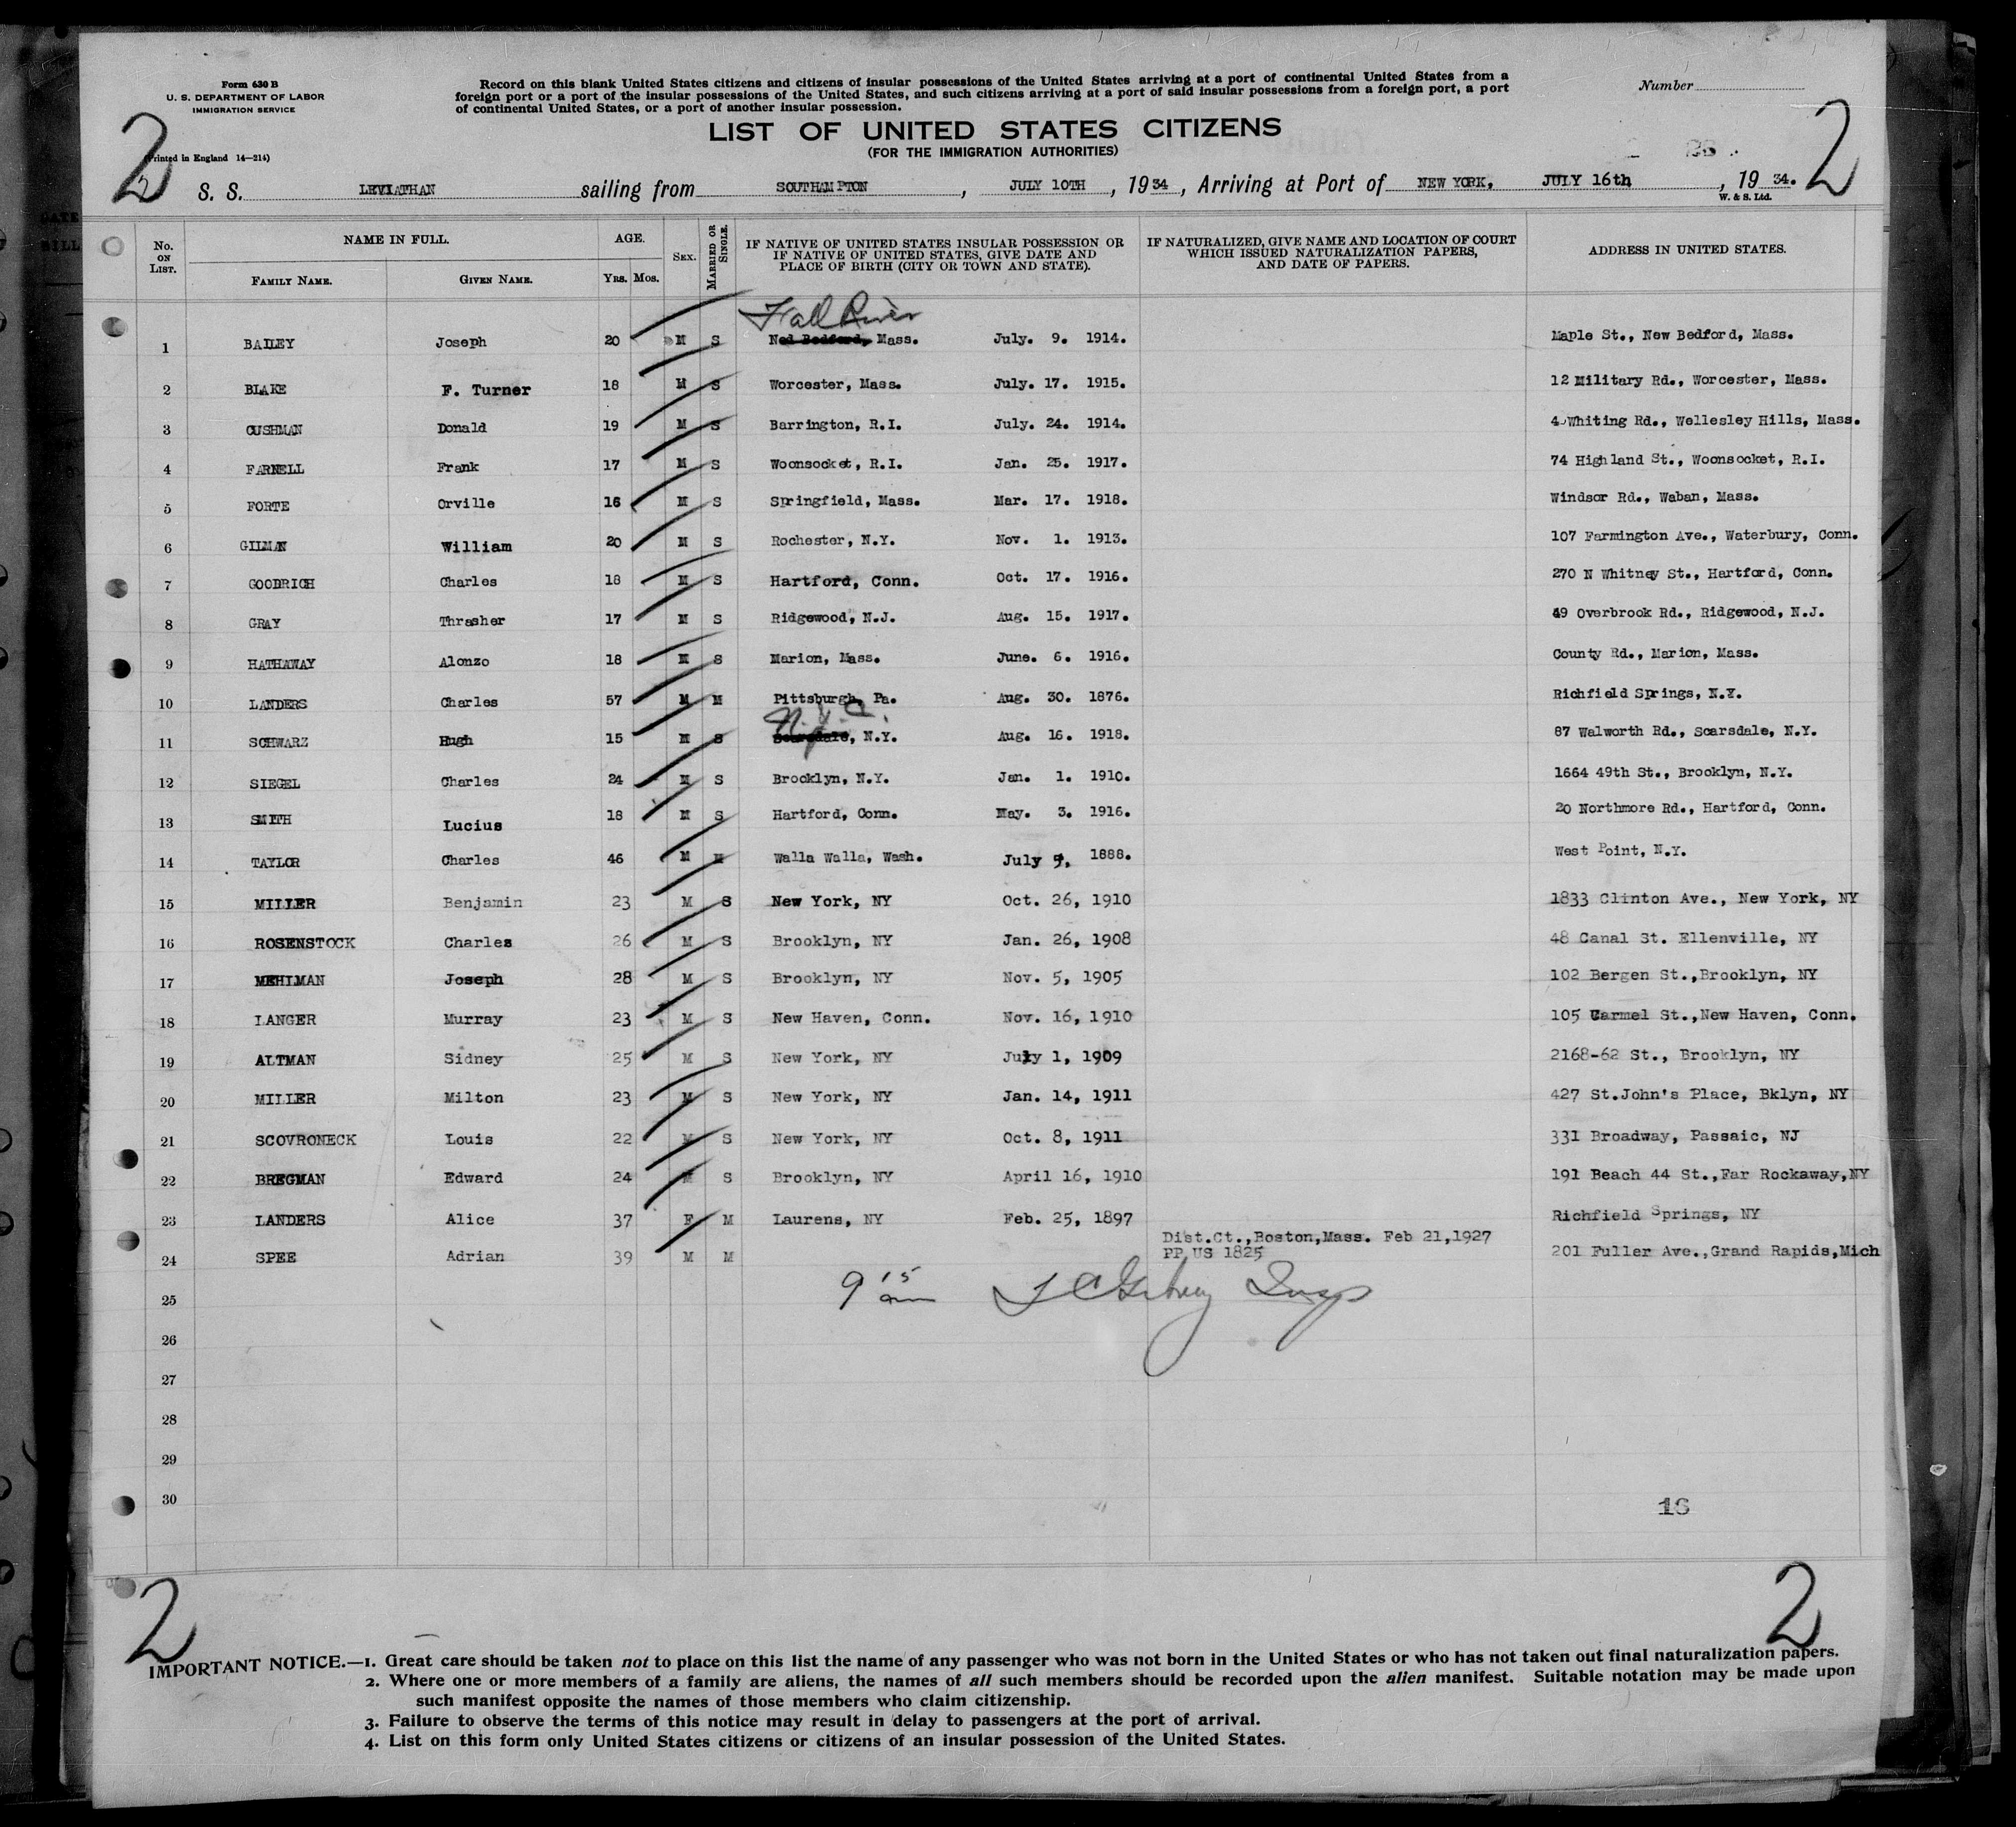 Form 630 B
U. S. DEPARTMENT OF LABOR
IMMIGRATION SERVICE
(Printed in England 14—214)
Record on this blank United States citizens and citizens of insular possessions of the United States arriving at a port of continental United States from a
foreign port or a port of the insular possessions of the United States, and such citizens arriving at a port of said insular possessions from a foreign port, a port
of continental United States, or a port of another insular possession.
Number
LIST OF UNITED STATES CITIZENS
(FOR THE IMMIGRATION AUTHORITIES)
2 2
S. S. LEVIATHAN sailing from SOUTHAMPTON, JULY 10TH, 1934, Arriving at Port of NEW YORK, JULY 16th, 1934.
W. & S. Ltd.
No. ON LIST. NAME IN FULL. FAMILY NAME. GIVEN NAME. AGE. YRS. MOS. SEX. MARRIED OR SINGLE. IF NATIVE OF UNITED STATES INSULAR POSSESSION OR IF NATIVE OF UNITED STATES, GIVE DATE AND PLACE OF BIRTH (CITY OR TOWN AND STATE). IF NATURALIZED, GIVE NAME AND LOCATION OF COURT WHICH ISSUED NATURALIZATION PAPERS, AND DATE OF PAPERS. ADDRESS IN UNITED STATES.
Fall River
1 BAILEY Joseph 20 M S Ned Bedford, Mass. July. 9. 1914. Maple St., New Bedford, Mass.
2 BLAKE F. Turner 18 M S Worcester, Mass. July. 17. 1915. 12 Military Rd., Worcester, Mass.
3 CUSHMAN Donald 19 M S Barrington, R.I. July. 24. 1914. Whiting Rd., Wellesley Hills, Mass.
4 FARNELL Frank 17 M S Woonsocket, R.I. Jan. 25. 1917. 74 Highland St., Woonsocket, R.I.
5 FORTE Orville 16 M S Springfield, Mass. Mar. 17. 1918. Windsor Rd., Waban, Mass.
6 GILMAN William 20 M S Rochester, N.Y. Nov. 1. 1913. 107 Farmington Ave., Waterbury, Conn.
7 GOODRICH Charles 18 M S Hartford, Conn. Oct. 17. 1916. 270 N Whitney St., Hartford, Conn.
8 GRAY Thrasher 17 M S Ridgewood, N.J. Aug. 15. 1917. 49 Overbrook Rd., Ridgewood, N.J.
9 HATHAWAY Alonzo 18 M S Marion, Mass. June. 6. 1916. County Rd., Marion, Mass.
10 LANDERS Charles 57 M M Pittsburgh, Pa. Aug. 30. 1876. Richfield Springs, N.Y.
N.Y.C.
11 SCHWARZ Hugh 15 M S Scarsdale, N.Y. Aug. 16. 1918. 87 Walworth Rd., Scarsdale, N.Y.
12 SIEGEL Charles 24 M S Brooklyn, N.Y. Jan. 1. 1910. 1664 49th St., Brooklyn, N.Y.
13 SMITH Lucius 18 M S Hartford, Conn. May. 3. 1916. 20 Northmore Rd., Hartford, Conn.
14 TAYLOR Charles 46 M M Walla Walla, Wash. July 5, 1888. West Point, N.Y.
15 MILLER Benjamin 23 M S New York, NY Oct. 26, 1910 1833 Clinton Ave., New York, NY
16 ROSENSTOCK Charles 26 M S Brooklyn, NY Jan. 26, 1908 48 Canal St. Ellenville, NY
17 MEHLMAN Joseph 28 M S Brooklyn, NY Nov. 5, 1905 102 Bergen St.,Brooklyn, NY
18 LANGER Murray 23 M S New Haven, Conn. Nov. 16, 1910 105 Carmel St.,New Haven, Conn.
19 ALTMAN Sidney 25 M S New York, NY July 1, 1909 2168-62 St., Brooklyn, NY
20 MILLER Milton 23 M S New York, NY Jan. 14, 1911 427 St.John's Place, Bklyn, NY
21 SCOVRONECK Louis 22 M S New York, NY Oct. 8, 1911 331 Broadway, Passaic, NJ
22 BREGMAN Edward 24 M S Brooklyn, NY April 16, 1910 191 Beach 44 St.,Far Rockaway,NY
23 LANDERS Alice 37 F M Laurens, NY Feb. 25, 1897 Richfield Springs, NY
Dist.Ct.,Boston,Mass. Feb 21,1927
24 SPEE Adrian 39 M M PP US 1825 201 Fuller Ave.,Grand Rapids,Mich
25 9 15 am Insp
26
27
28
29
30
16
2 2
IMPORTANT NOTICE.—1. Great care should be taken not to place on this list the name of any passenger who was not born in the United States or who has not taken out final naturalization papers.
2. Where one or more members of a family are aliens, the names of all such members should be recorded upon the alien manifest. Suitable notation may be made upon
such manifest opposite the names of those members who claim citizenship.
3. Failure to observe the terms of this notice may result in delay to passengers at the port of arrival.
4. List on this form only United States citizens or citizens of an insular possession of the United States.